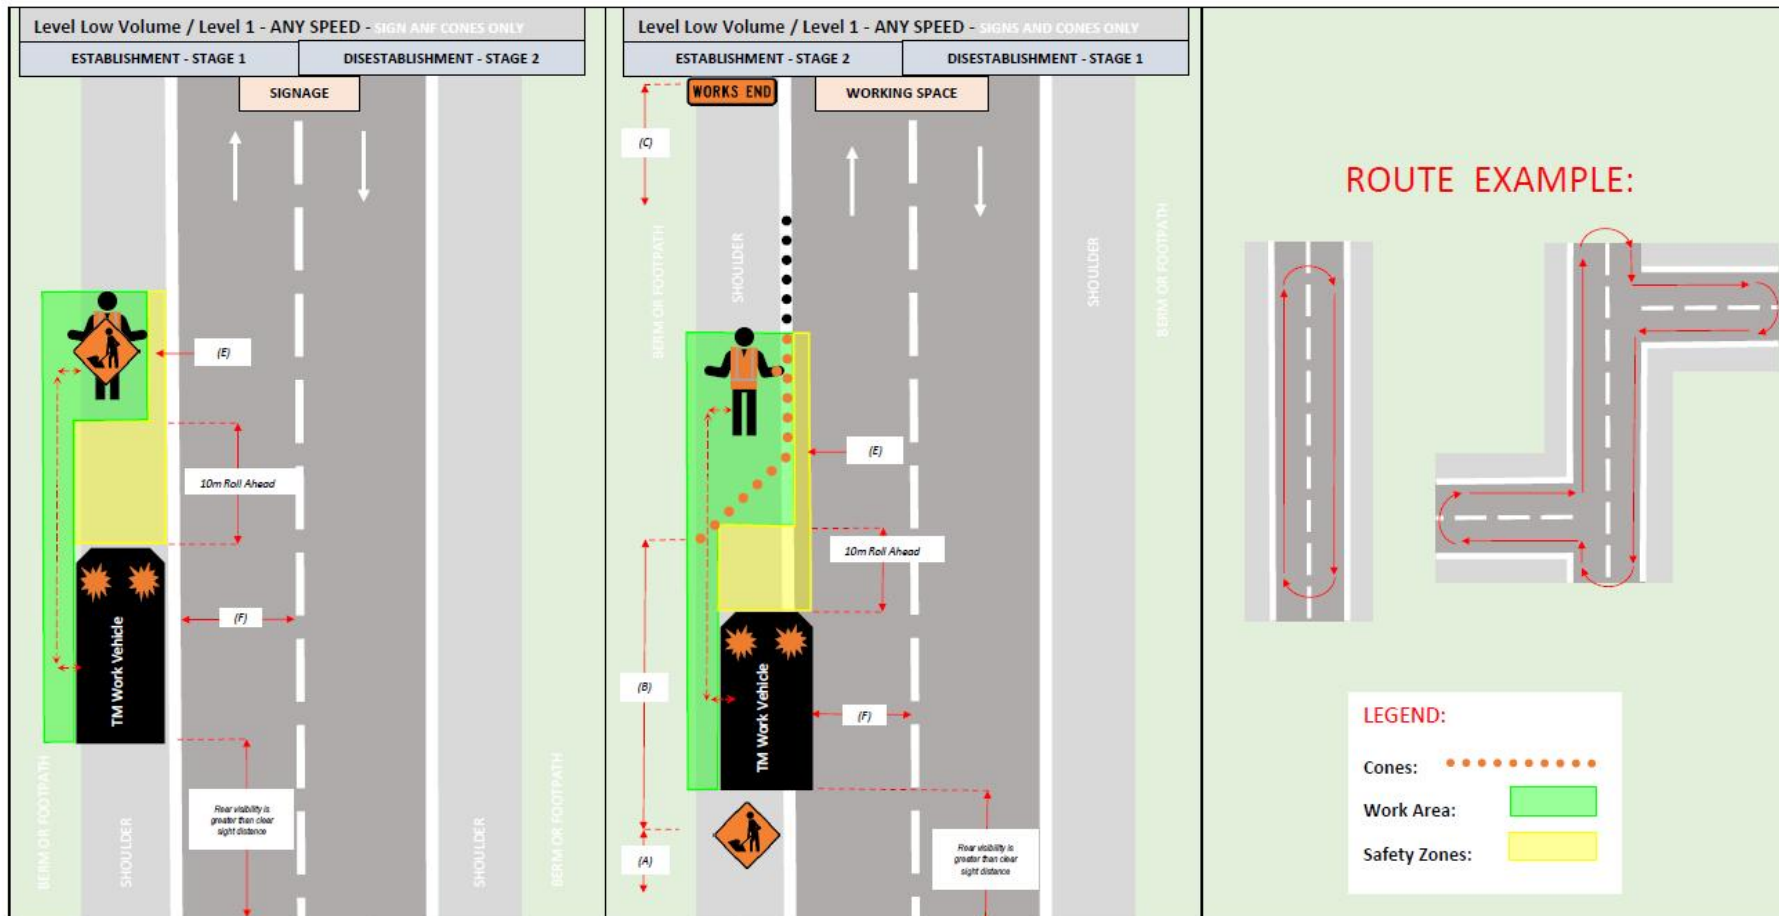 Level Low Volume / Level 1 - ANY SPEED - SIGN ANF CONES ONLY
ESTABLISHMENT - STAGE 1
DISESTABLISHMENT - STAGE 2
SIGNAGE
(E)
10m Roll Ahead
(F)
TM Work Vehicle
Rear visibility is
greater than clear
sight distance
BERM OR FOOTPATH
SHOULDER
SHOULDER
BERM OR FOOTPATH
Level Low Volume / Level 1 - ANY SPEED - SIGNS AND CONES ONLY
ESTABLISHMENT - STAGE 2
DISESTABLISHMENT - STAGE 1
WORKS END
WORKING SPACE
(C)
BERM OR FOOTPATH
SHOULDER
SHOULDER
BERM OR FOOTPATH
(E)
10m Roll Ahead
(B)
(F)
TM Work Vehicle
(A)
Rear visibility is
greater than clear
sight distance
ROUTE EXAMPLE:
LEGEND:
Cones:
Work Area:
Safety Zones: